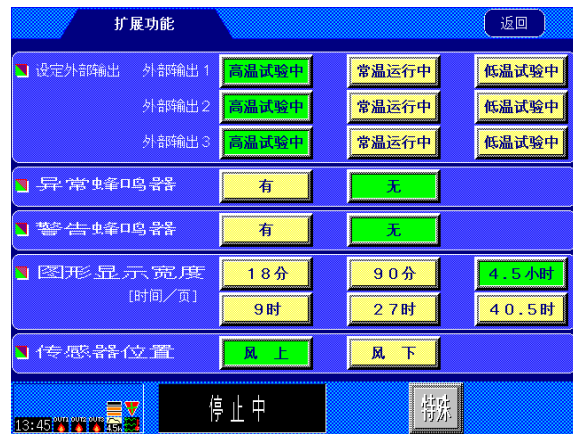 扩展功能 返回
设定外部输出 外部输出1 高温试验中 常温运行中 低温试验中
外部输出2 高温试验中 常温运行中 低温试验中
外部输出3 高温试验中 常温运行中 低温试验中
异常蜂鸣器 有 无
警告蜂鸣器 有 无
图形显示宽度 18分 90分 4.5小时
[时间/页] 9时 27时 40.5时
传感器位置 风上 风下
停止中 特殊
13:45